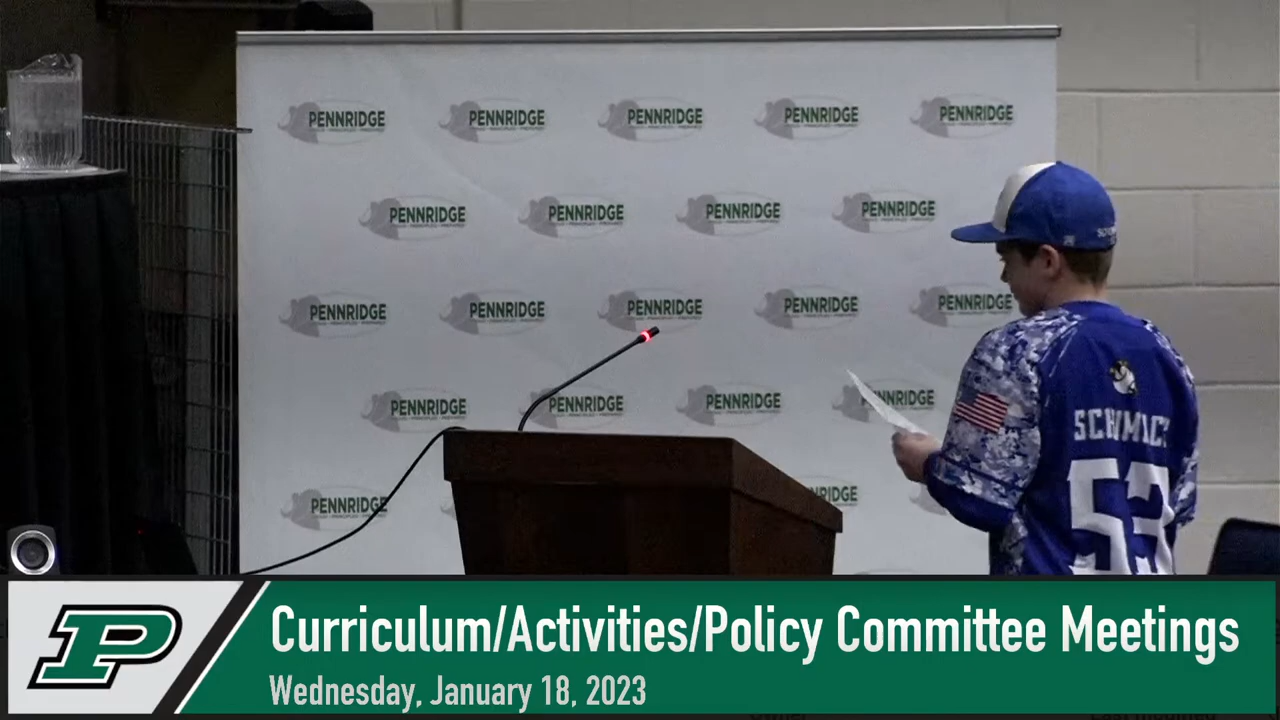 PENNRIDGE PENNRIDGE PENNRIDGE PENNRIDGE PENNRIDGE
PENNRIDGE PENNRIDGE PENNRIDGE PENNRIDGE
PENNRIDGE PENNRIDGE PENNRIDGE PENNRIDGE PENNRIDGE
PENNRIDGE PENNRIDGE PENNRIDGE PENNRIDGE
PENNRIDGE
53
P
Curriculum/Activities/Policy Committee Meetings
Wednesday, January 18, 2023